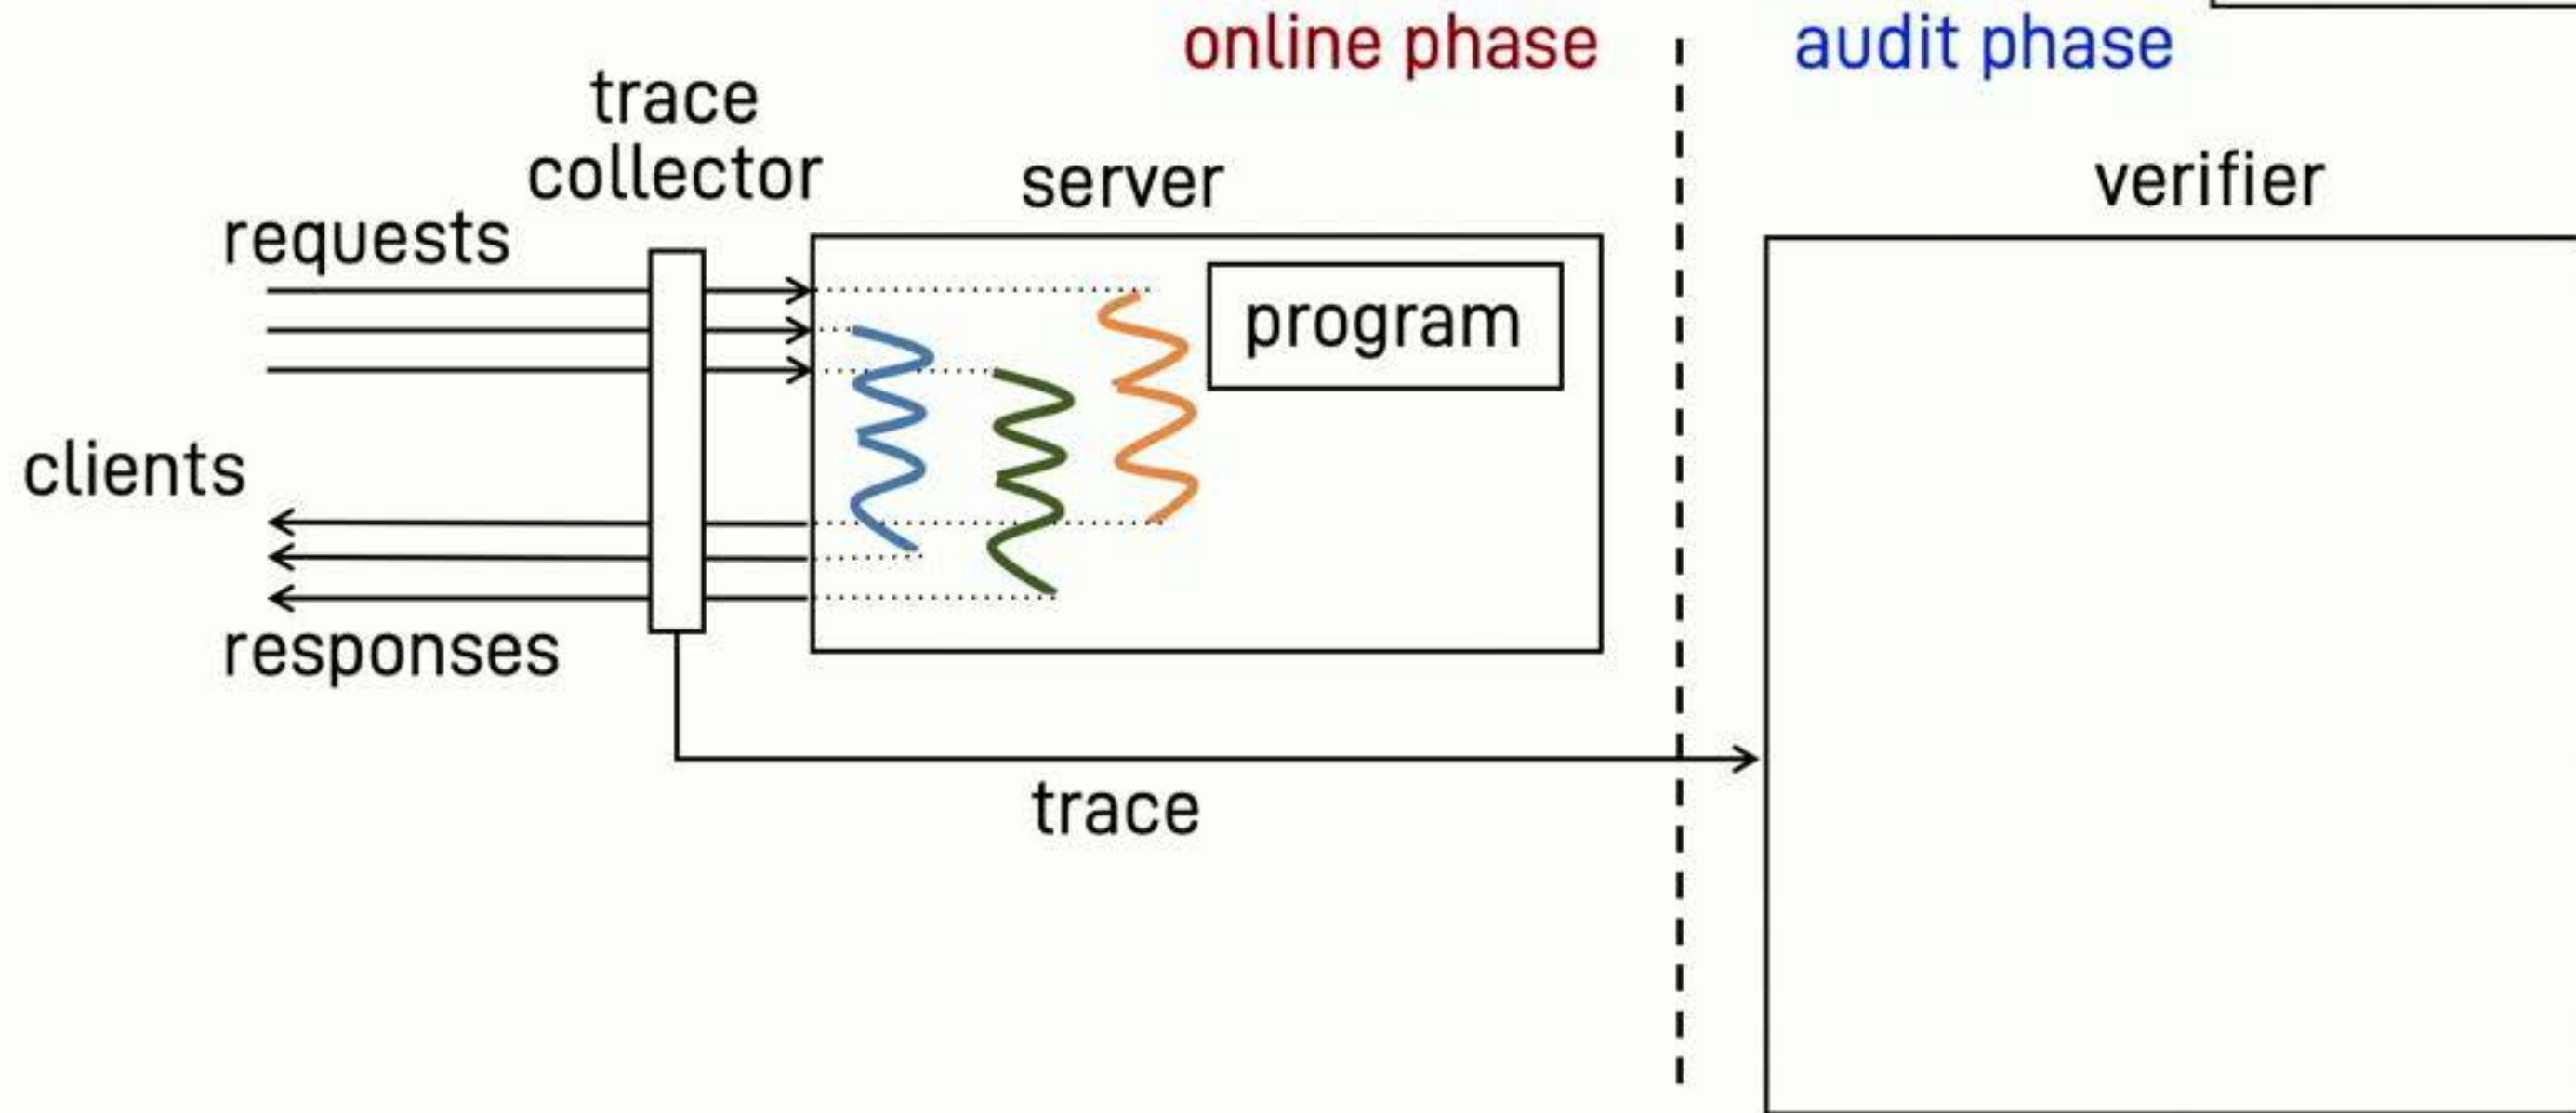 online phase
audit phase
trace
collector
server
verifier
requests
program
clients
responses
trace